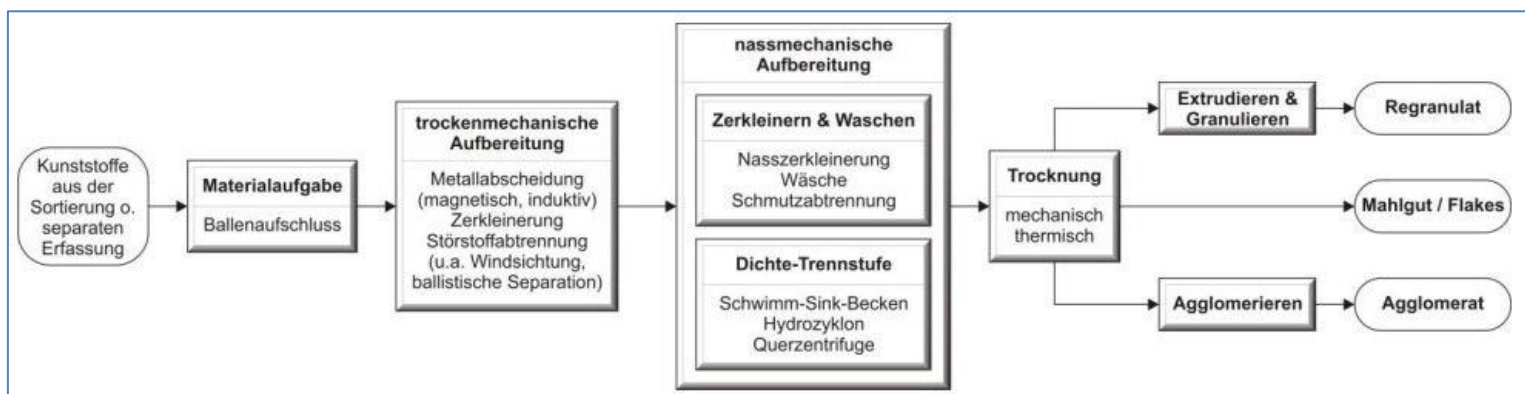 Kunststoffe
aus der
Sortierung o.
separaten
Erfassung
Materialaufgabe
Ballenaufschluss
trockenmechanische
Aufbereitung
Metallabscheidung
(magnetisch, induktiv)
Zerkleinerung
Störstoffabtrennung
(u.a. Windsichtung,
ballistische Separation)
nassmechanische
Aufbereitung
Zerkleinern & Waschen
Nasszerkleinerung
Wäsche
Schmutzabtrennung
Dichte-Trennstufe
Schwimm-Sink-Becken
Hydrozyklon
Querzentrifuge
Trocknung
mechanisch
thermisch
Extrudieren &
Granulieren
Regranulat
Mahlgut / Flakes
Agglomerieren
Agglomerat